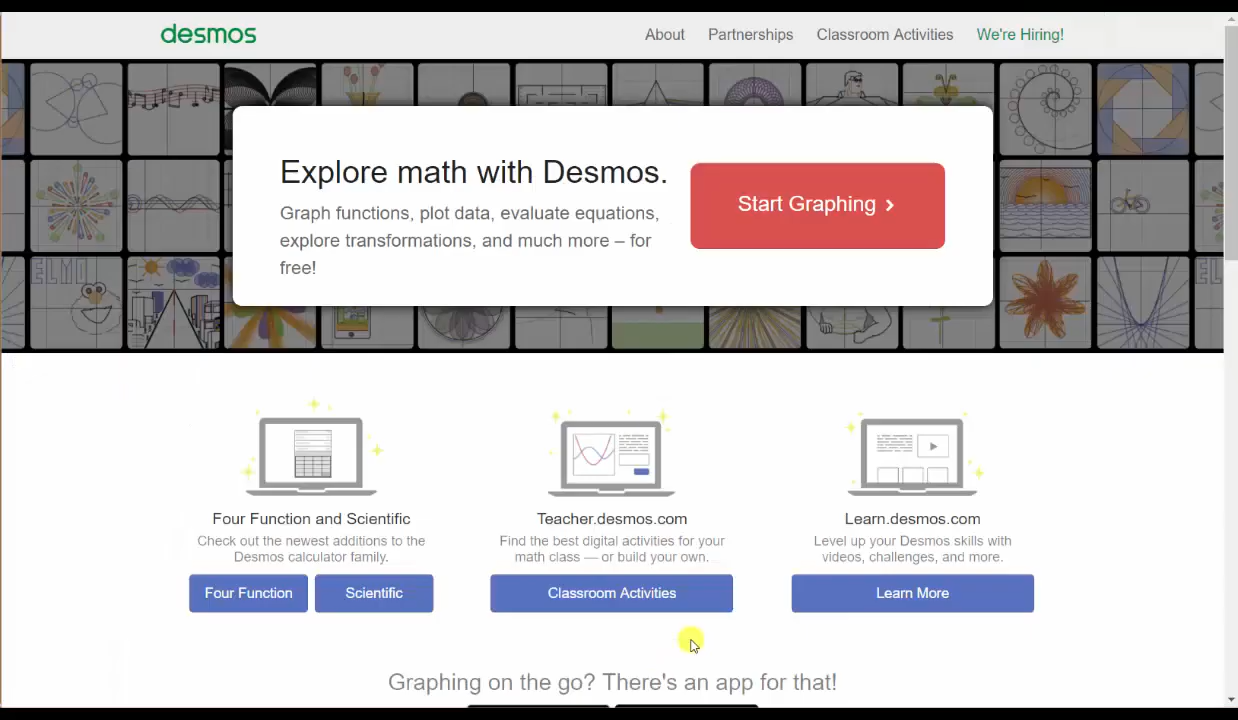 desmos
About Partnerships Classroom Activities We're Hiring!
Explore math with Desmos.
Graph functions, plot data, evaluate equations,
explore transformations, and much more – for
free!
Start Graphing
ELMO
Four Function and Scientific
Check out the newest additions to the
Desmos calculator family.
Four Function
Scientific
Teacher.desmos.com
Find the best digital activities for your
math class — or build your own.
Classroom Activities
Learn.desmos.com
Level up your Desmos skills with
videos, challenges, and more.
Learn More
Graphing on the go? There's an app for that!